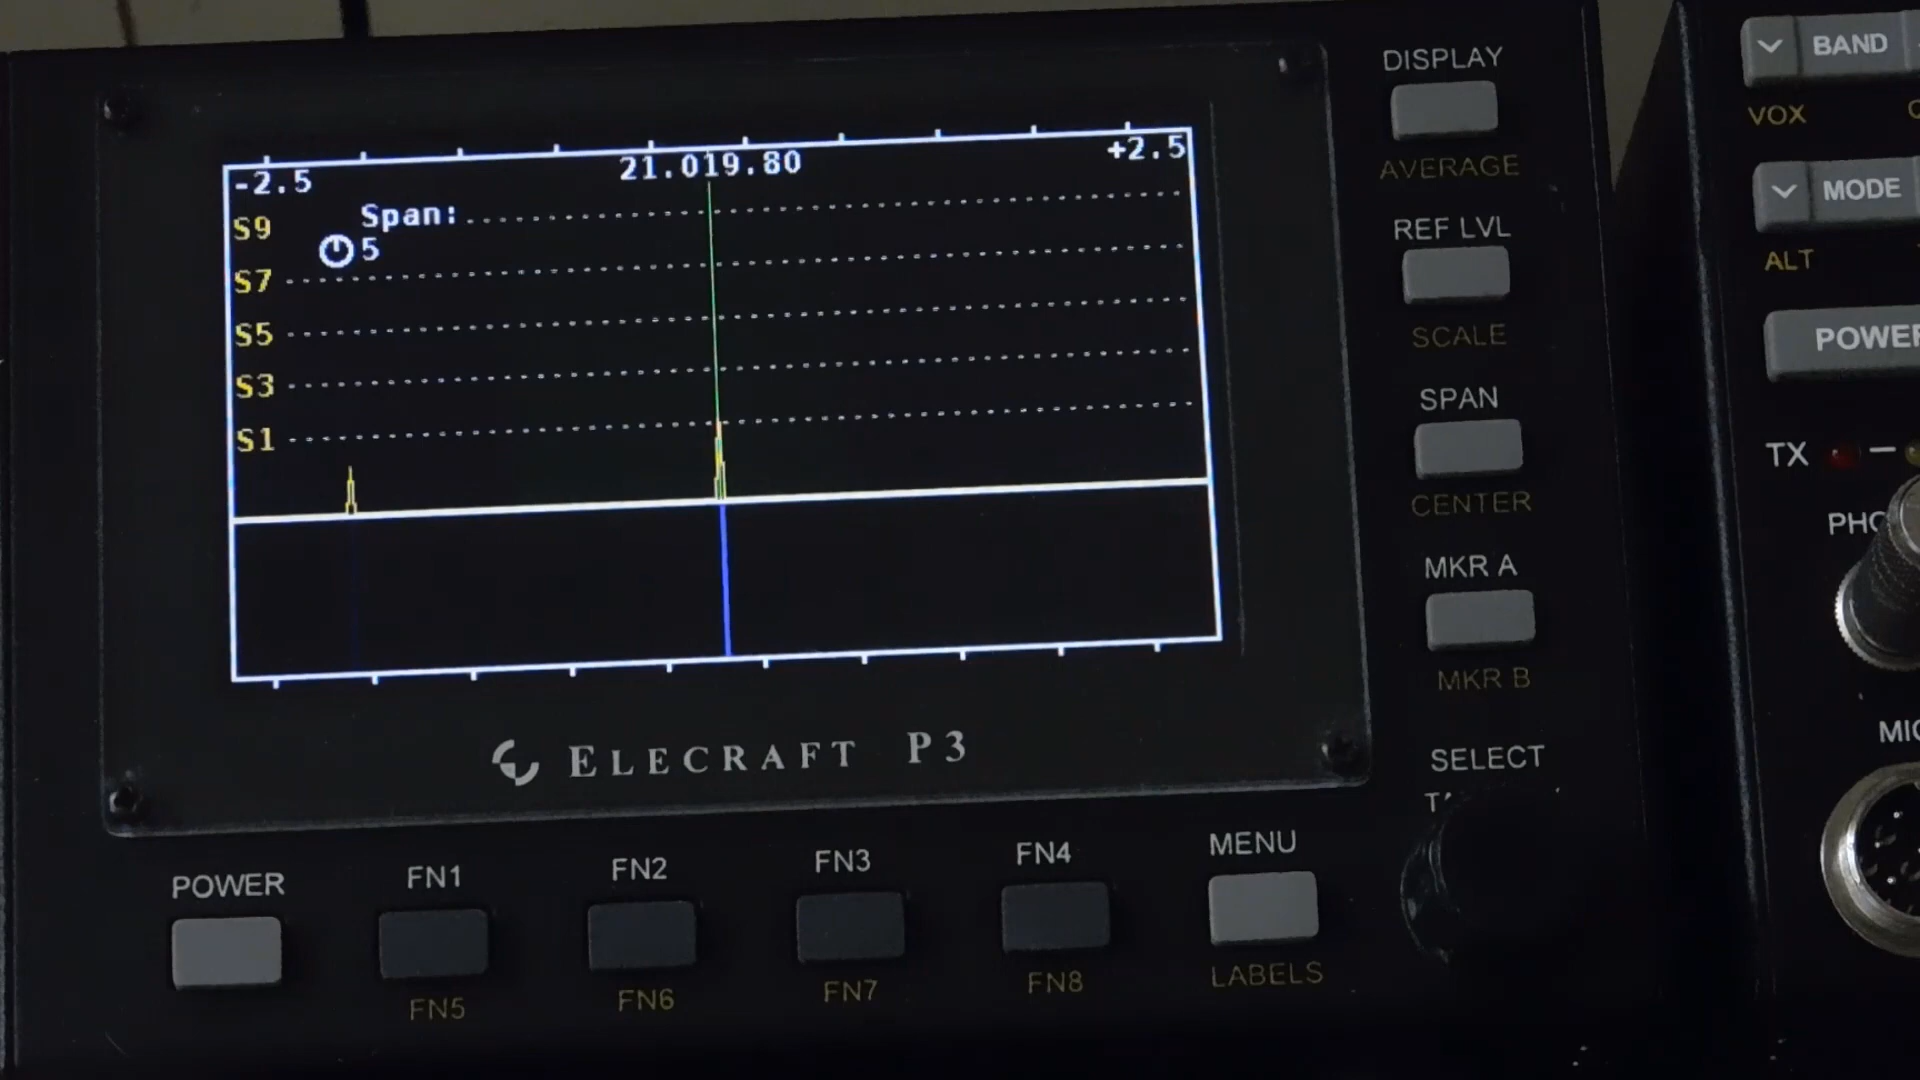 -2.5 21.019.80 +2.5
Span:
5
S9
S7
S5
S3
S1
ELECRAFT P3
DISPLAY
AVERAGE
REF LVL
SCALE
SPAN
CENTER
MKR A
MKR B
SELECT
POWER FN1 FN2 FN3 FN4 MENU
FN5 FN6 FN7 FN8 LABELS
BAND
VOX
MODE
ALT
POWER
TX